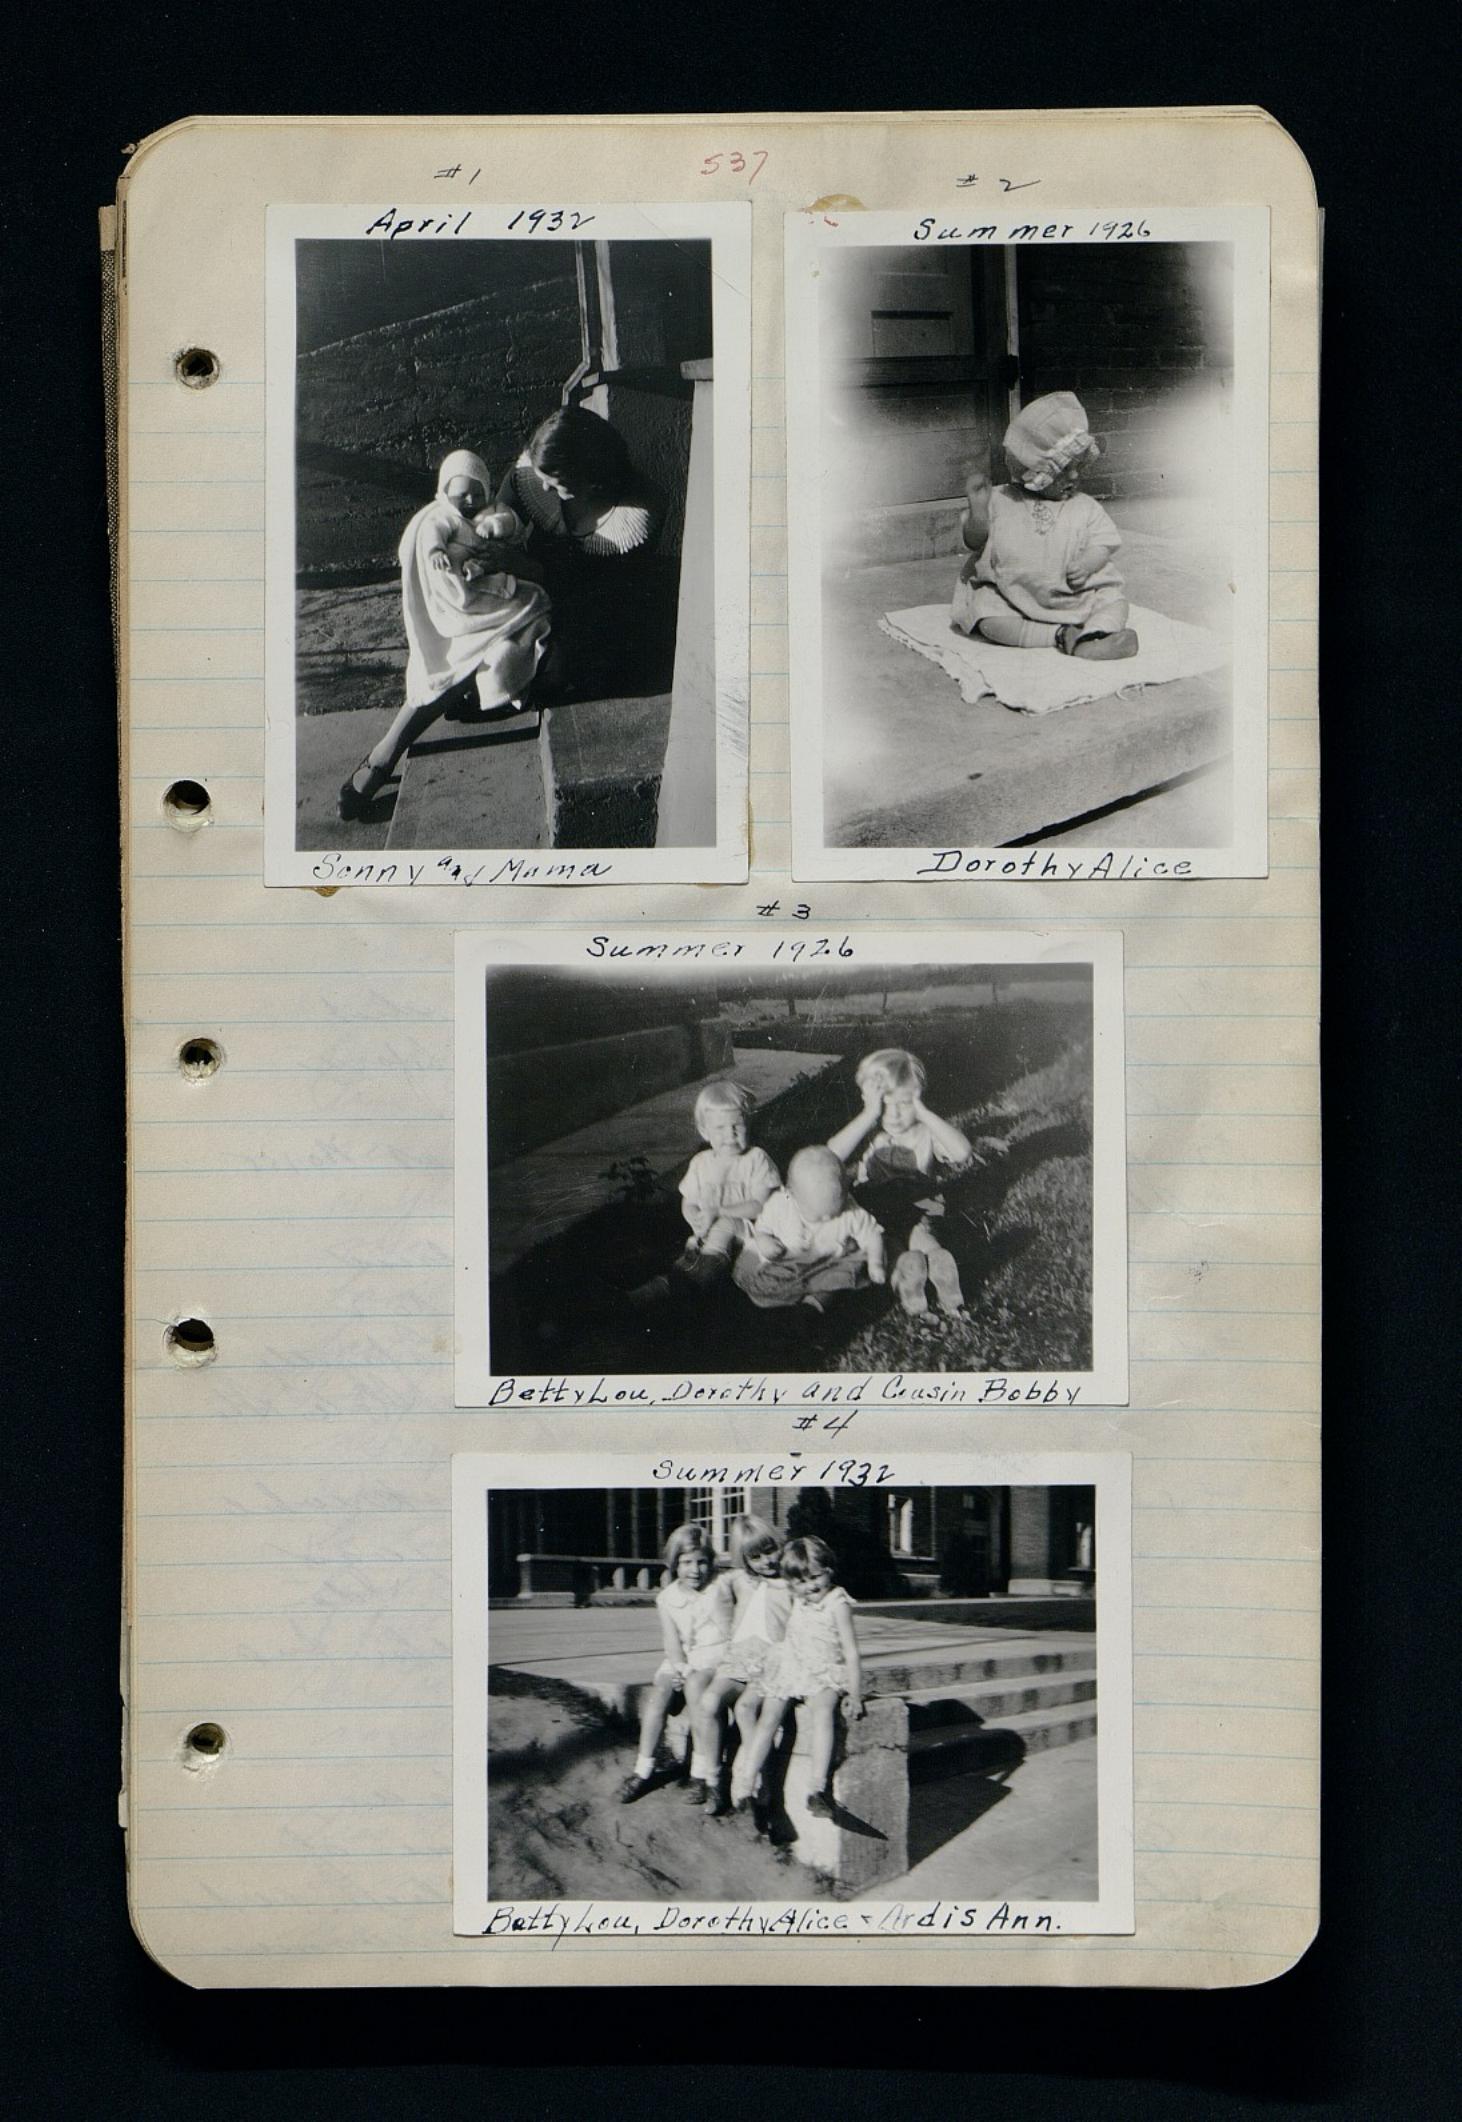 #1
537
#2
April 1932
Summer 1926
Sonny and Mama
Dorothy Alice
#3
Summer 1926
Betty Lou, Dorothy and Cousin Bobby
#4
Summer 1932
Betty Lou, Dorothy Alice & Ardis Ann.